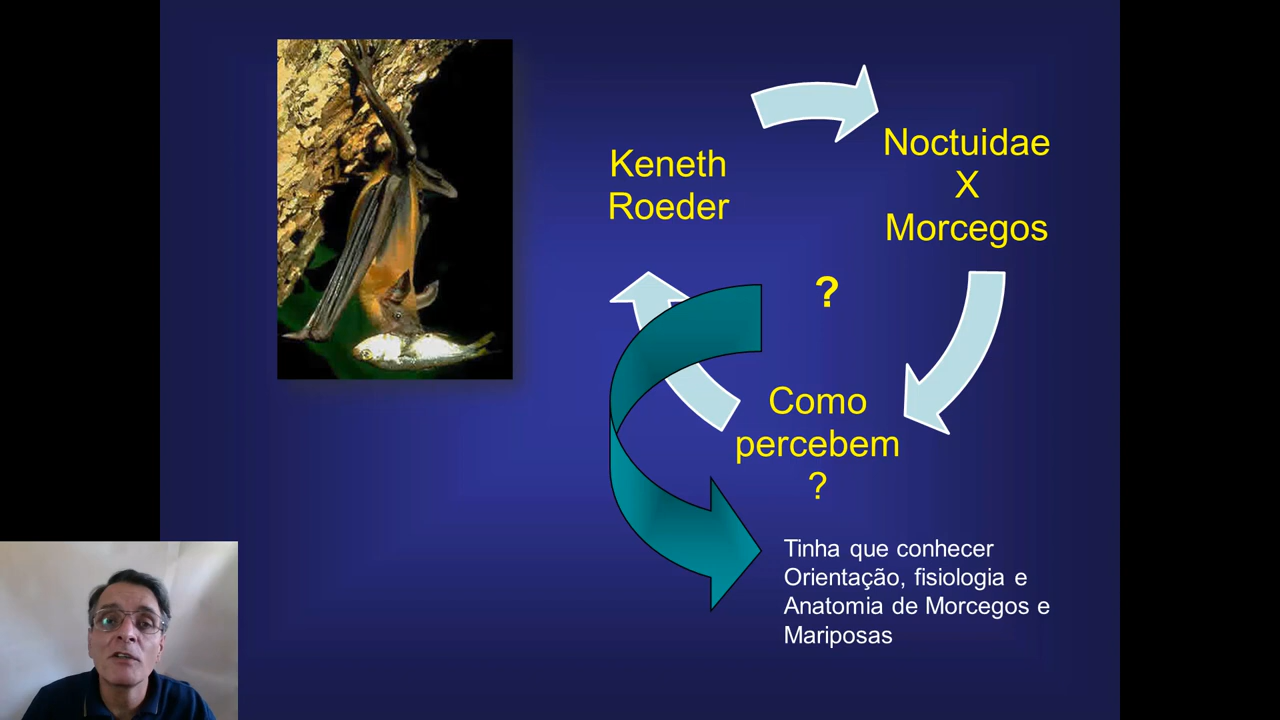 Keneth
Roeder
Noctuidae
X
Morcegos
?
Como
percebem
?
Tinha que conhecer
Orientação, fisiologia e
Anatomia de Morcegos e
Mariposas